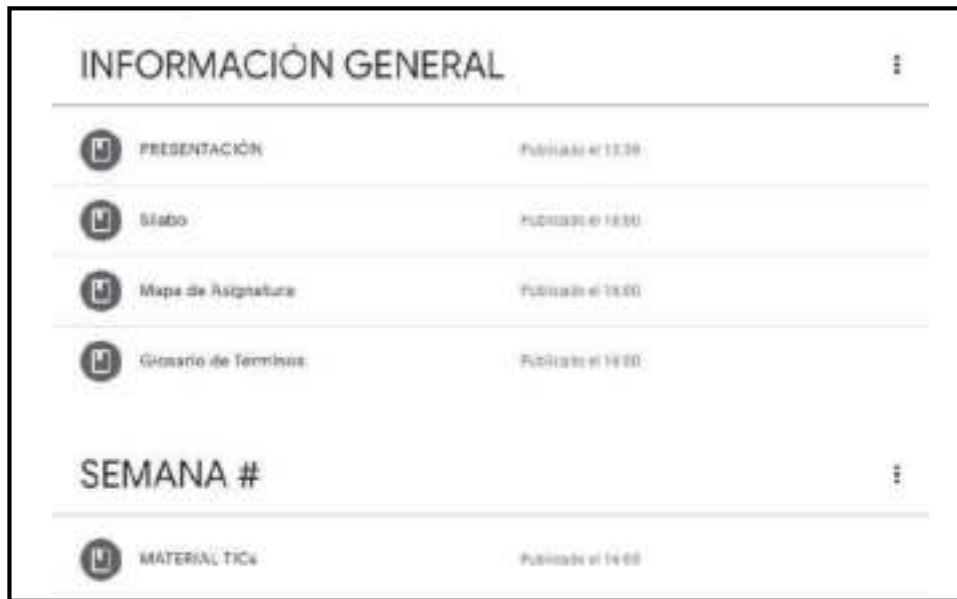 INFORMACIÓN GENERAL
PRESENTACIÓN Publicado el
Sílabo Publicado el
Mapa de Asignatura Publicado el
Glosario de Terminos Publicado el
SEMANA #
MATERIAL TICs Publicado el